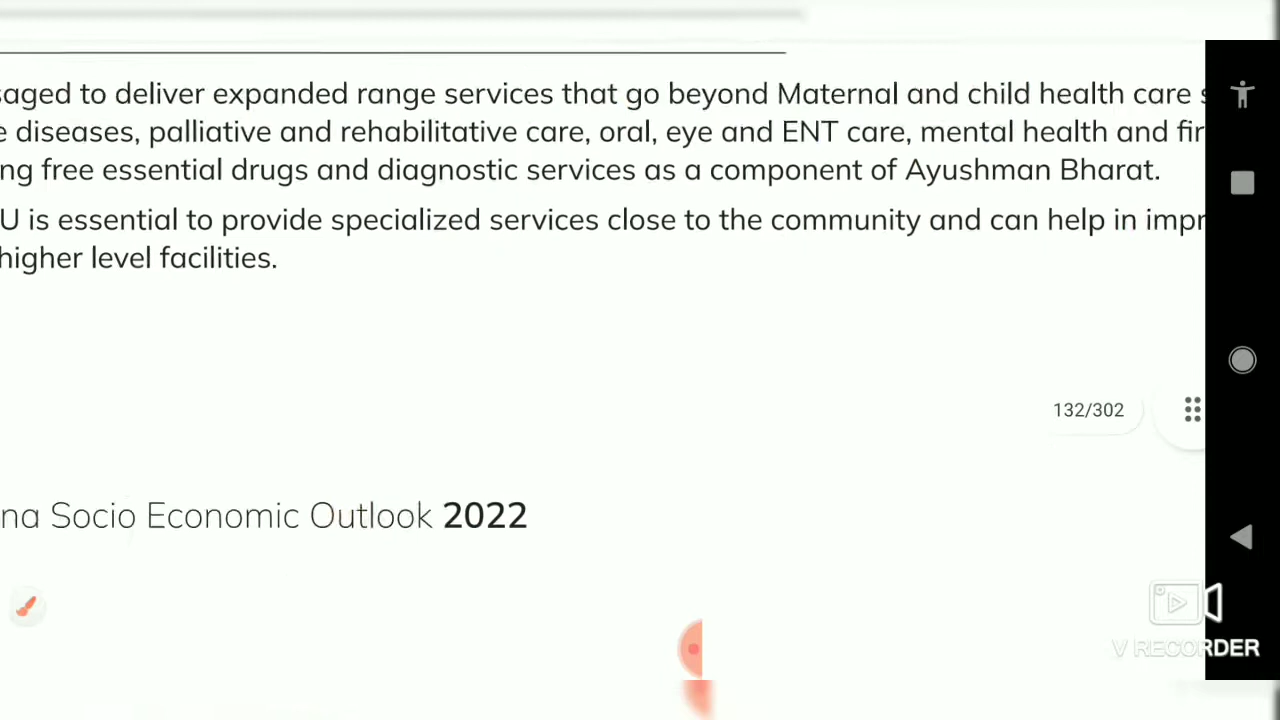 saged to deliver expanded range services that go beyond Maternal and child health care s
e diseases, palliative and rehabilitative care, oral, eye and ENT care, mental health and fir
ng free essential drugs and diagnostic services as a component of Ayushman Bharat.
U is essential to provide specialized services close to the community and can help in impr
higher level facilities.
132/302
na Socio Economic Outlook 2022
V RECORDER